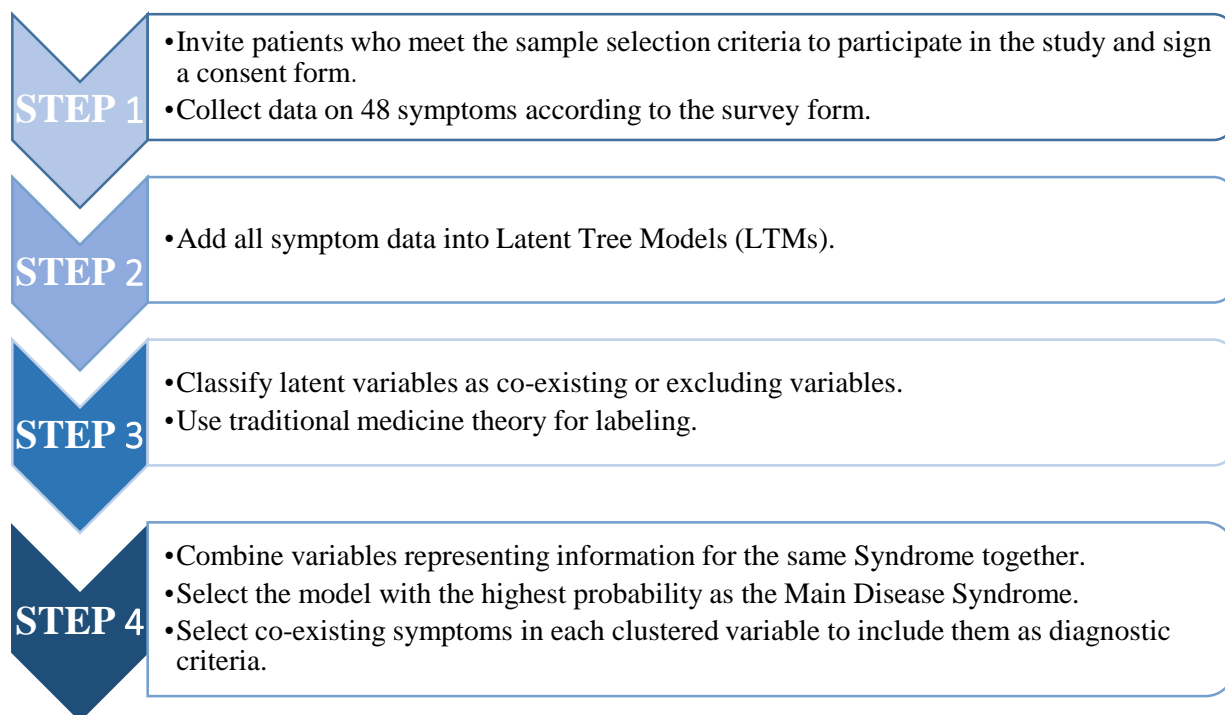 STEP 1
•Invite patients who meet the sample selection criteria to participate in the study and sign
a consent form.
•Collect data on 48 symptoms according to the survey form.
STEP 2
•Add all symptom data into Latent Tree Models (LTMs).
STEP 3
•Classify latent variables as co-existing or excluding variables.
•Use traditional medicine theory for labeling.
STEP 4
•Combine variables representing information for the same Syndrome together.
•Select the model with the highest probability as the Main Disease Syndrome.
•Select co-existing symptoms in each clustered variable to include them as diagnostic
criteria.